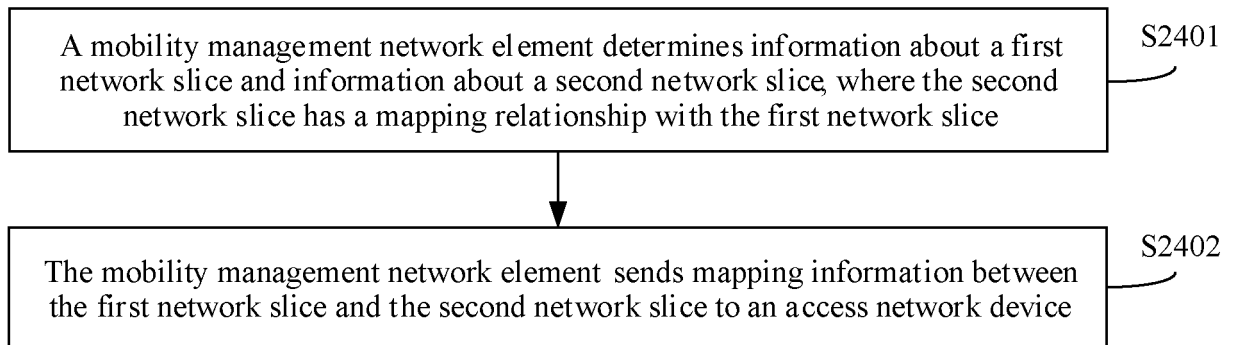 A mobility management network element determines information about a first
network slice and information about a second network slice, where the second
network slice has a mapping relationship with the first network slice
S2401
The mobility management network element sends mapping information between
the first network slice and the second network slice to an access network device
S2402